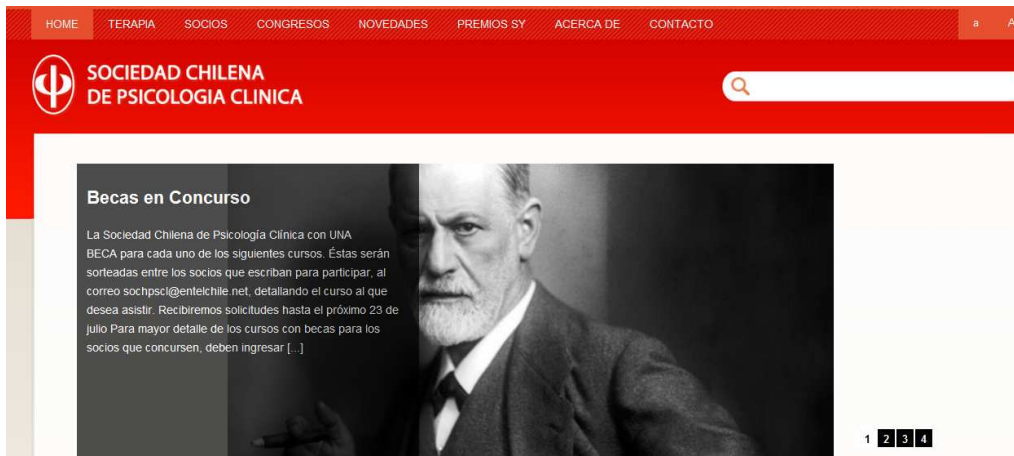 HOME TERAPIA SOCIOS CONGRESOS NOVEDADES PREMIOS SY ACERCA DE CONTACTO a A
SOCIEDAD CHILENA
DE PSICOLOGIA CLINICA
Becas en Concurso
La Sociedad Chilena de Psicología Clínica con UNA
BECA para cada uno de los siguientes cursos. Éstas serán
sorteadas entre los socios que escriban para participar, al
correo sochpscl@entelchile.net, detallando el curso al que
desea asistir. Recibiremos solicitudes hasta el próximo 23 de
julio Para mayor detalle de los cursos con becas para los
socios que concursen, deben ingresar [...]
1 2 3 4